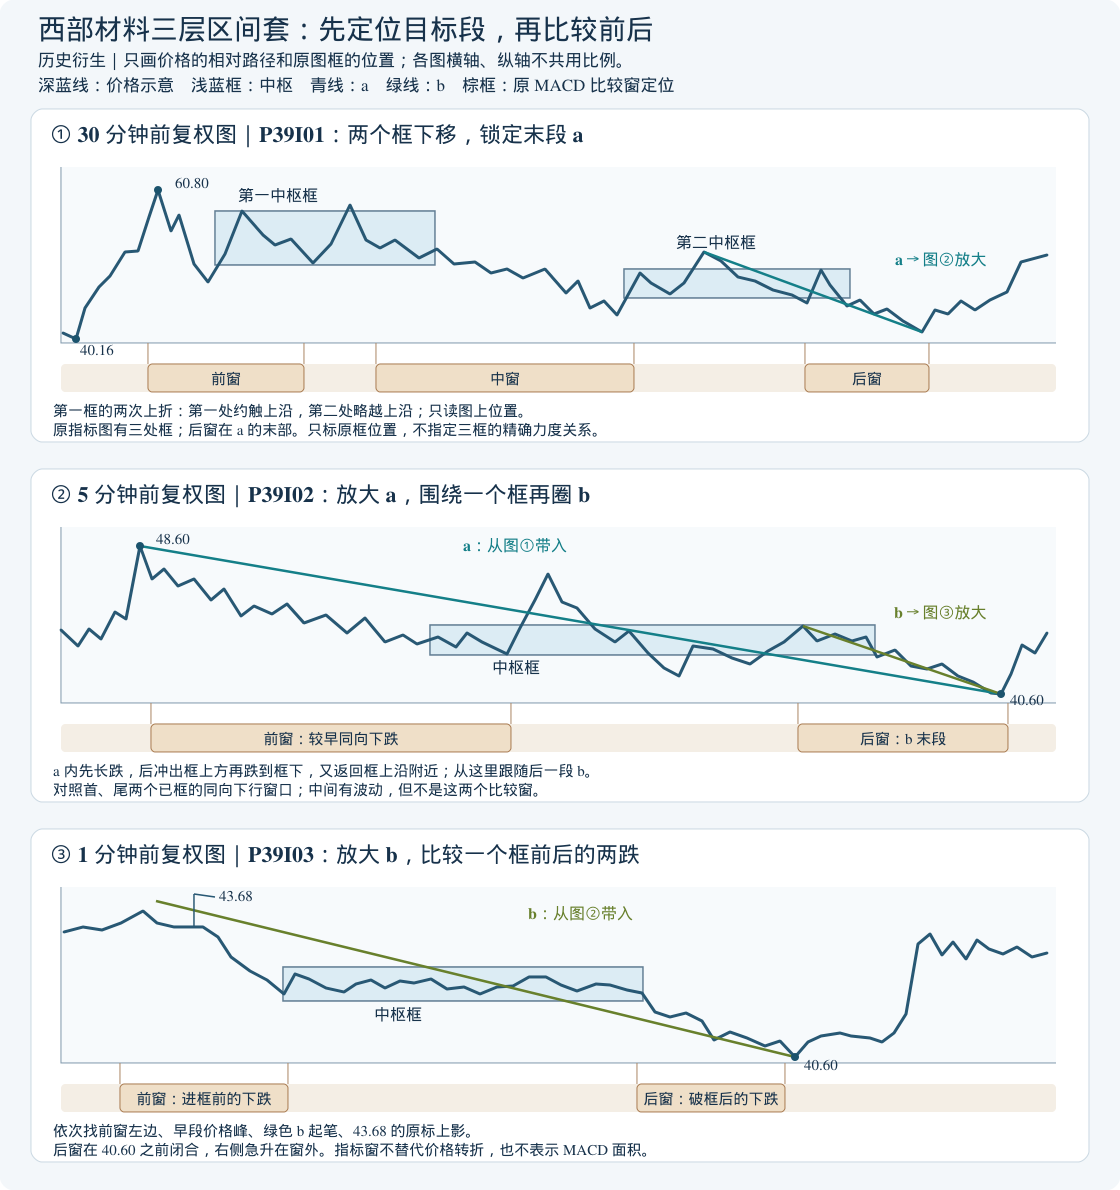 西部材料三层区间套：先定位目标段，再比较前后
历史衍生｜只画价格的相对路径和原图框的位置；各图横轴、纵轴不共用比例。
深蓝线：价格示意　浅蓝框：中枢　青线：a　绿线：b　棕框：原 MACD 比较窗定位
① 30 分钟前复权图｜P39I01：两个框下移，锁定末段 a
60.80
第一中枢框
第二中枢框
a→图②放大
40.16
前窗
中窗
后窗
第一框的两次上折：第一处约触上沿，第二处略越上沿；只读图上位置。
原指标图有三处框；后窗在 a 的末部。只标原框位置，不指定三框的精确力度关系。
② 5 分钟前复权图｜P39I02：放大 a，围绕一个框再圈 b
48.60
a：从图①带入
b→图③放大
中枢框
40.60
前窗：较早同向下跌
后窗：b 末段
a 内先长跌，后冲出框上方再跌到框下，又返回框上沿附近；从这里跟随后一段 b。
对照首、尾两个已框的同向下行窗口；中间有波动，但不是这两个比较窗。
③ 1 分钟前复权图｜P39I03：放大 b，比较一个框前后的两跌
43.68
b：从图②带入
中枢框
40.60
前窗：进框前的下跌
后窗：破框后的下跌
依次找前窗左边、早段价格峰、绿色 b 起笔、43.68 的原标上影。
后窗在 40.60 之前闭合，右侧急升在窗外。指标窗不替代价格转折，也不表示 MACD 面积。